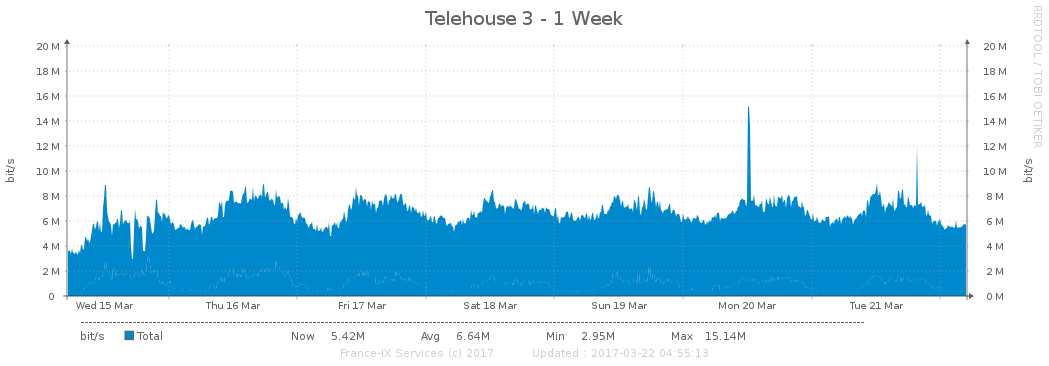 Telehouse 3 - 1 Week
RRDTOOL / TOBI OETIKER
20 M 20 M
18 M 18 M
16 M 16 M
14 M 14 M
12 M 12 M
10 M 10 M
8 M 8 M
6 M 6 M
4 M 4 M
2 M 2 M
0 0 M
bit/s bit/s
Wed 15 Mar Thu 16 Mar Fri 17 Mar Sat 18 Mar Sun 19 Mar Mon 20 Mar Tue 21 Mar
bit/s Total Now 5.42M Avg 6.64M Min 2.95M Max 15.14M
France-IX Services (c) 2017 Updated : 2017-03-22 04:55:13